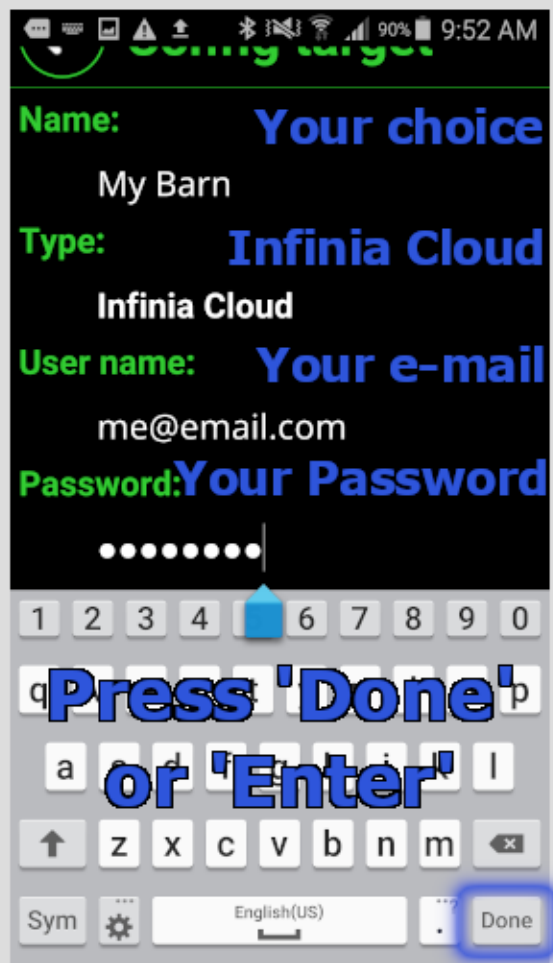 90% 9:52 AM
Config target
Name: Your choice
My Barn
Type: Infinia Cloud
Infinia Cloud
User name: Your e-mail
me@email.com
Password: Your Password
••••••••
1 2 3 4 6 7 8 9 0
q t p
Press 'Done'
a s d f g h j k l
or 'Enter'
z x c v b n m
Sym English(US) . Done